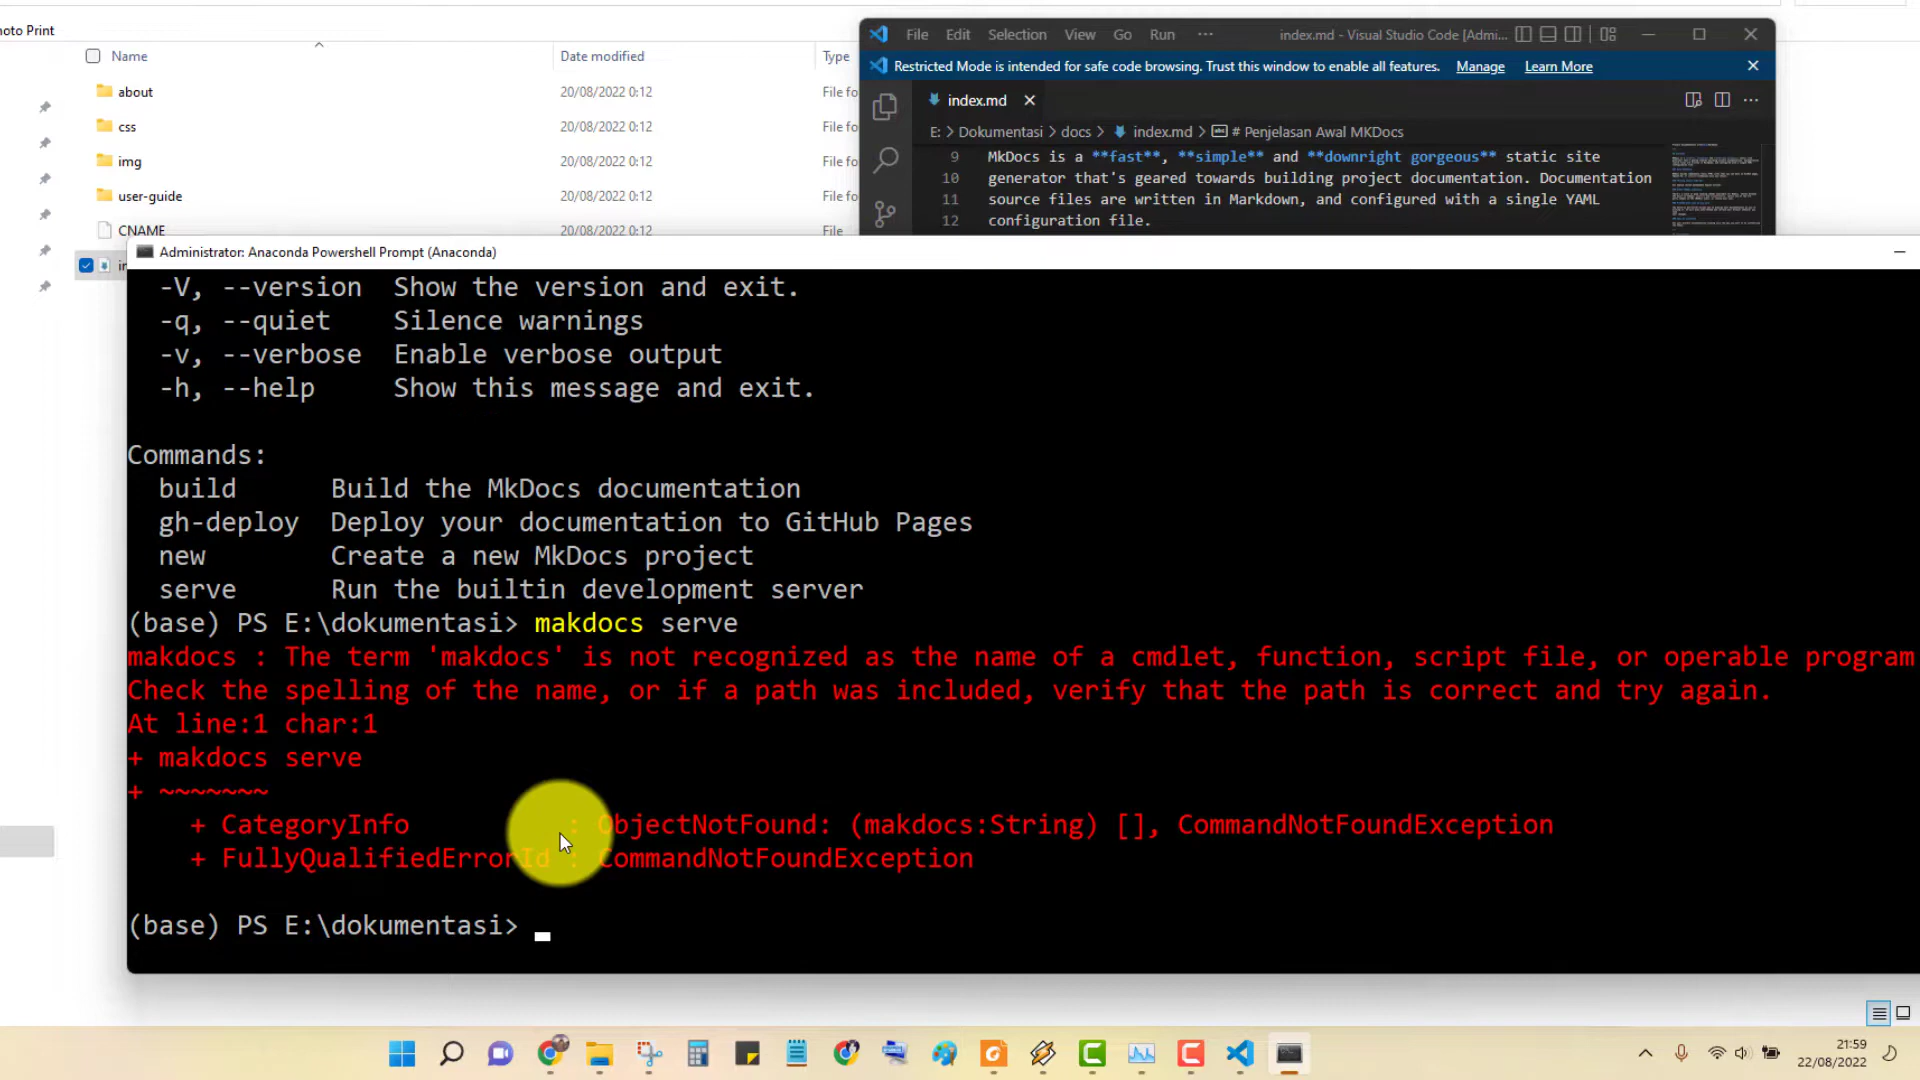 oto Print
Name
Date modified
Type
about
20/08/2022 0:12
File fo
css
20/08/2022 0:12
File fo
img
20/08/2022 0:12
File fo
user-guide
20/08/2022 0:12
File fo
CNAME
20/08/2022 0:12
File
File Edit Selection View Go Run ···
index.md - Visual Studio Code [Admi...
Restricted Mode is intended for safe code browsing. Trust this window to enable all features. Manage Learn More
index.md
E: > Dokumentasi > docs > index.md > # Penjelasan Awal MKDocs
9 MkDocs is a **fast**, **simple** and **downright gorgeous** static site
10 generator that's geared towards building project documentation. Documentation
11 source files are written in Markdown, and configured with a single YAML
12 configuration file.
Administrator: Anaconda Powershell Prompt (Anaconda)
-V, --version Show the version and exit.
-q, --quiet Silence warnings
-v, --verbose Enable verbose output
-h, --help Show this message and exit.
Commands:
build Build the MkDocs documentation
gh-deploy Deploy your documentation to GitHub Pages
new Create a new MkDocs project
serve Run the builtin development server
(base) PS E:\dokumentasi> makdocs serve
makdocs : The term 'makdocs' is not recognized as the name of a cmdlet, function, script file, or operable program
Check the spelling of the name, or if a path was included, verify that the path is correct and try again.
At line:1 char:1
+ makdocs serve
+ ~~~~~~~
+ CategoryInfo : ObjectNotFound: (makdocs:String) [], CommandNotFoundException
+ FullyQualifiedErrorId : CommandNotFoundException
(base) PS E:\dokumentasi>
21:59
22/08/2022